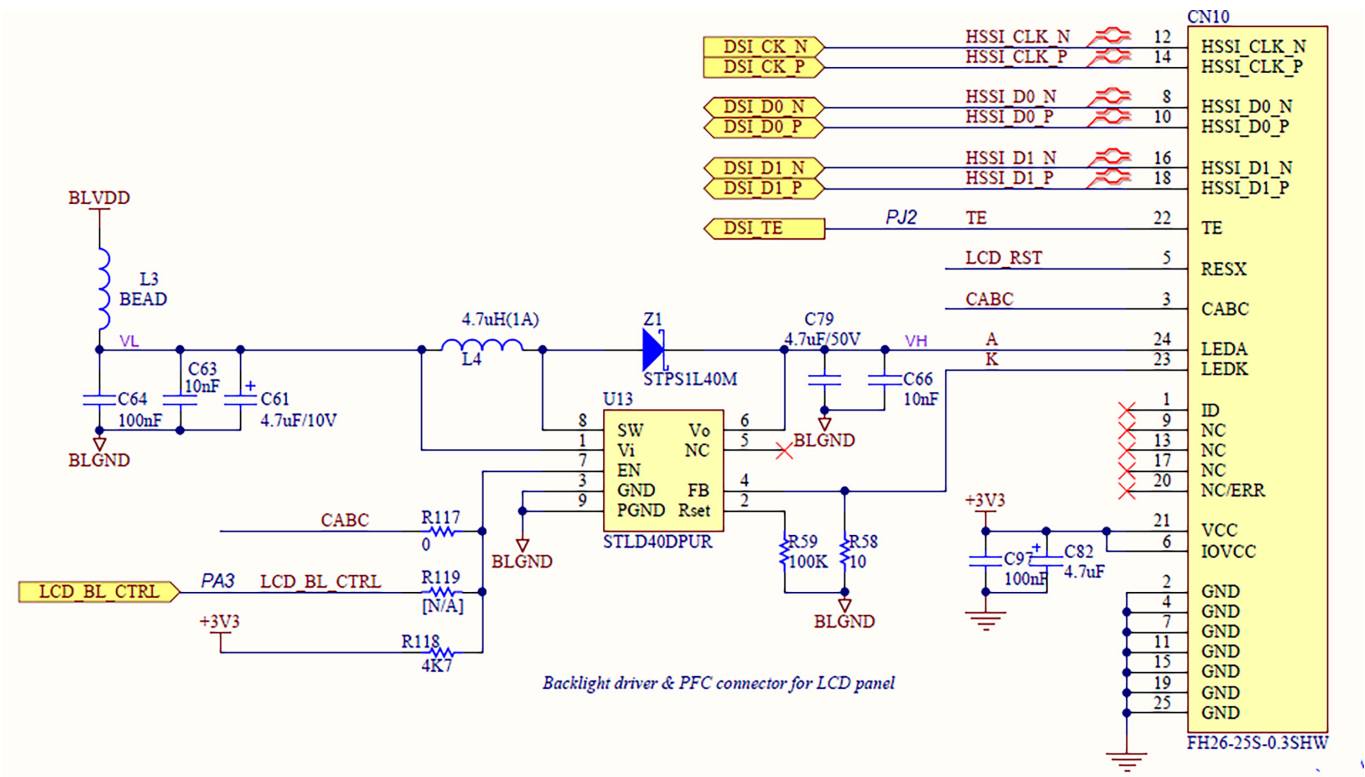 CN10
DSI_CK_N HSSI_CLK_N 12 HSSI_CLK_N
DSI_CK_P HSSI_CLK_P 14 HSSI_CLK_P
DSI_D0_N HSSI_D0_N 8 HSSI_D0_N
DSI_D0_P HSSI_D0_P 10 HSSI_D0_P
DSI_D1_N HSSI_D1_N 16 HSSI_D1_N
DSI_D1_P HSSI_D1_P 18 HSSI_D1_P
DSI_TE PJ2 TE 22 TE
LCD_RST 5 RESX
CABC 3 CABC
BLVDD
L3
BEAD
VL
4.7uH(1A)
L4
Z1
STPS1L40M
C79
4.7uF/50V
VH
A 24 LEDA
K 23 LEDK
C64
100nF
C63
10nF
+
C61
4.7uF/10V
BLGND
C66
10nF
BLGND
U13
8 SW Vo 6
1 Vi NC 5
7 EN
3 GND FB 4
9 PGND Rset 2
STLD40DPUR
BLGND
R59
100K
R58
10
BLGND
CABC
R117
0
LCD_BL_CTRL PA3 LCD_BL_CTRL
R119
[N/A]
+3V3
R118
4K7
1 ID
9 NC
13 NC
17 NC
20 NC/ERR
+3V3
21 VCC
6 IOVCC
C97
100nF
+
C82
4.7uF
2 GND
4 GND
7 GND
11 GND
15 GND
19 GND
25 GND
FH26-25S-0.3SHW
Backlight driver & PFC connector for LCD panel